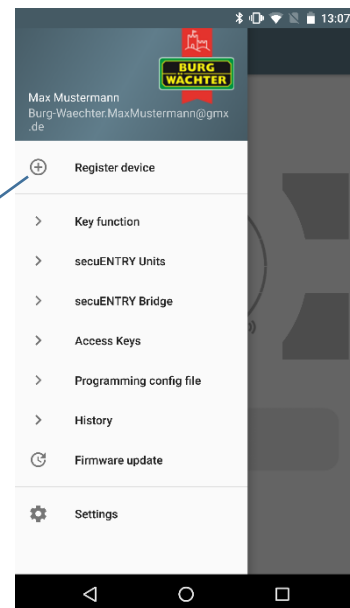 13:07
BURG
WÄCHTER
Max Mustermann
Burg-Waechter.MaxMustermann@gmx
.de
Register device
Key function
secuENTRY Units
secuENTRY Bridge
Access Keys
Programming config file
History
Firmware update
Settings